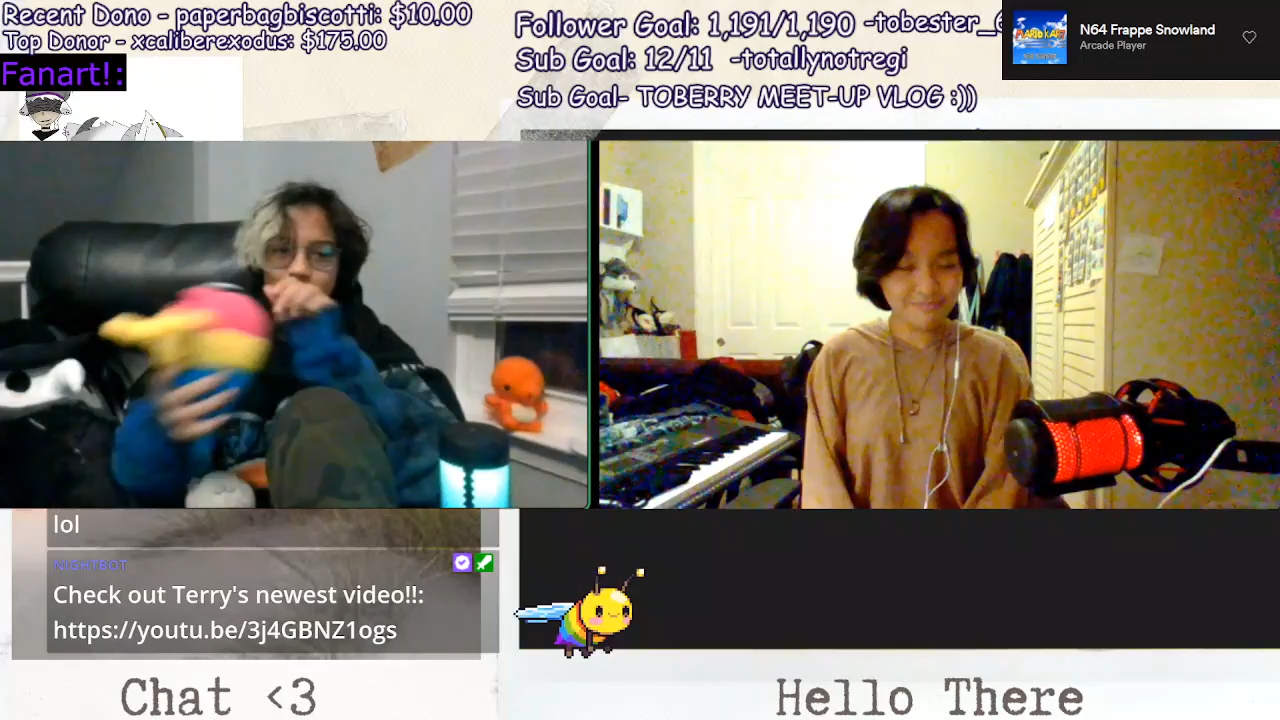 Recent Dono - paperbagbiscotti: $10.00
Top Donor - xcaliberexodus: $175.00
Fanart!:
Follower Goal: 1,191/1,190 -tobester_6
Sub Goal: 12/11 -totallynotregi
Sub Goal- TOBERRY MEET-UP VLOG :))
N64 Frappe Snowland
Arcade Player
lol
NIGHTBOT
Check out Terry's newest video!!:
https://youtu.be/3j4GBNZ1ogs
Chat <3
Hello There